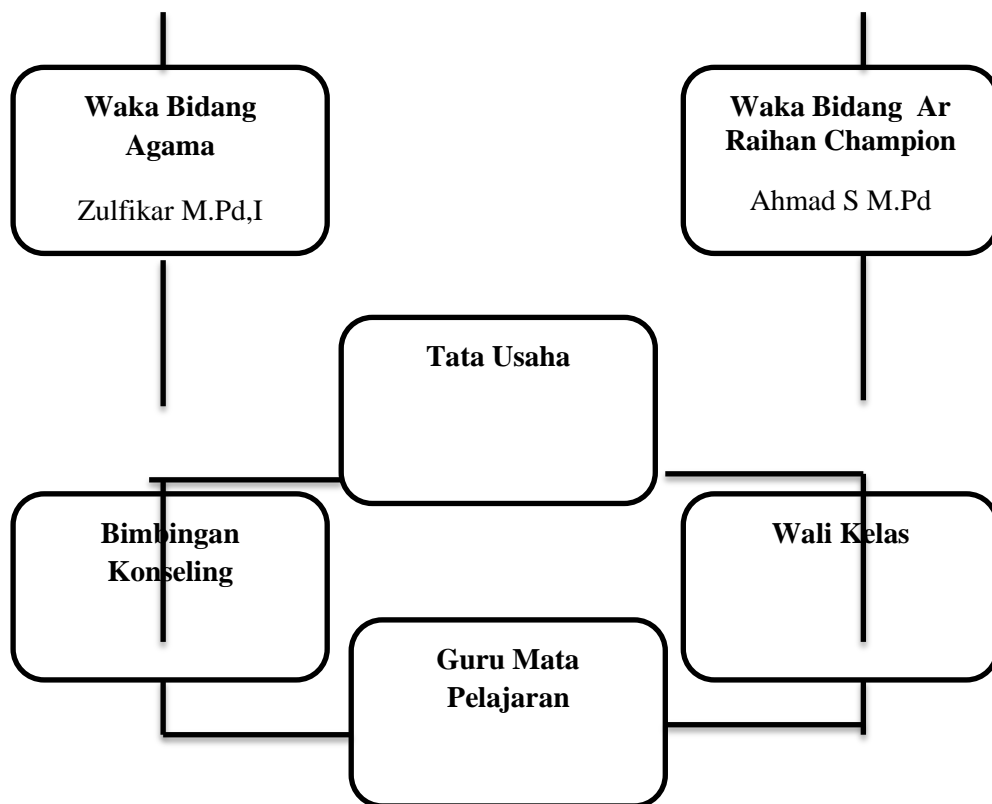 Waka Bidang
Agama
Zulfikar M.Pd,I
Waka Bidang  Ar
Raihan Champion
Ahmad S M.Pd
Tata Usaha
Bimbingan
Konseling
Wali Kelas
Guru Mata
Pelajaran